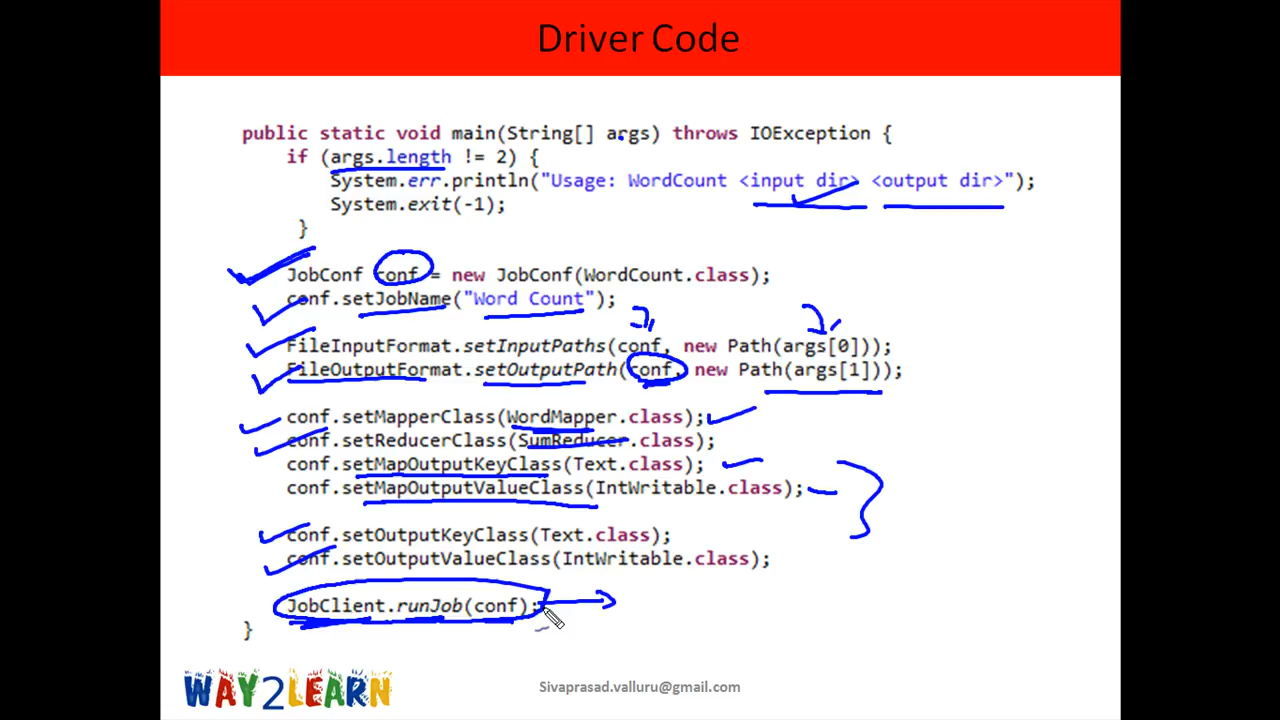 Driver Code
public static void main(String[] args) throws IOException {
if (args.length != 2) {
System.err.println("Usage: WordCount <input dir> <output dir>");
System.exit(-1);
}
JobConf conf = new JobConf(WordCount.class);
conf.setJobName("Word Count");
FileInputFormat.setInputPaths(conf, new Path(args[0]));
FileOutputFormat.setOutputPath(conf, new Path(args[1]));
conf.setMapperClass(WordMapper.class);
conf.setReducerClass(SumReducer.class);
conf.setMapOutputKeyClass(Text.class);
conf.setMapOutputValueClass(IntWritable.class);
conf.setOutputKeyClass(Text.class);
conf.setOutputValueClass(IntWritable.class);
JobClient.runJob(conf);
}
WAY2LEARN
Sivaprasad.valluru@gmail.com